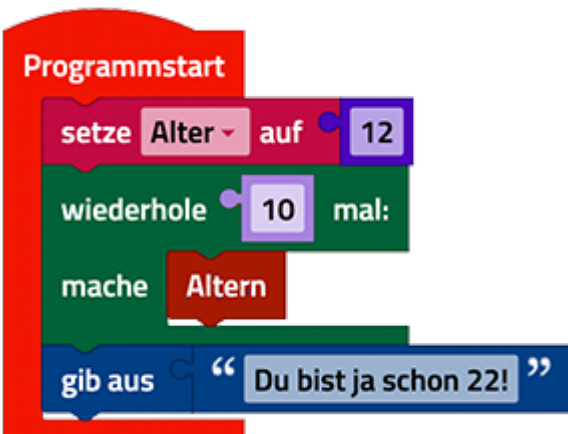 Programmstart
setze Alter auf 12
wiederhole 10 mal:
mache Altern
gib aus “ Du bist ja schon 22! ”